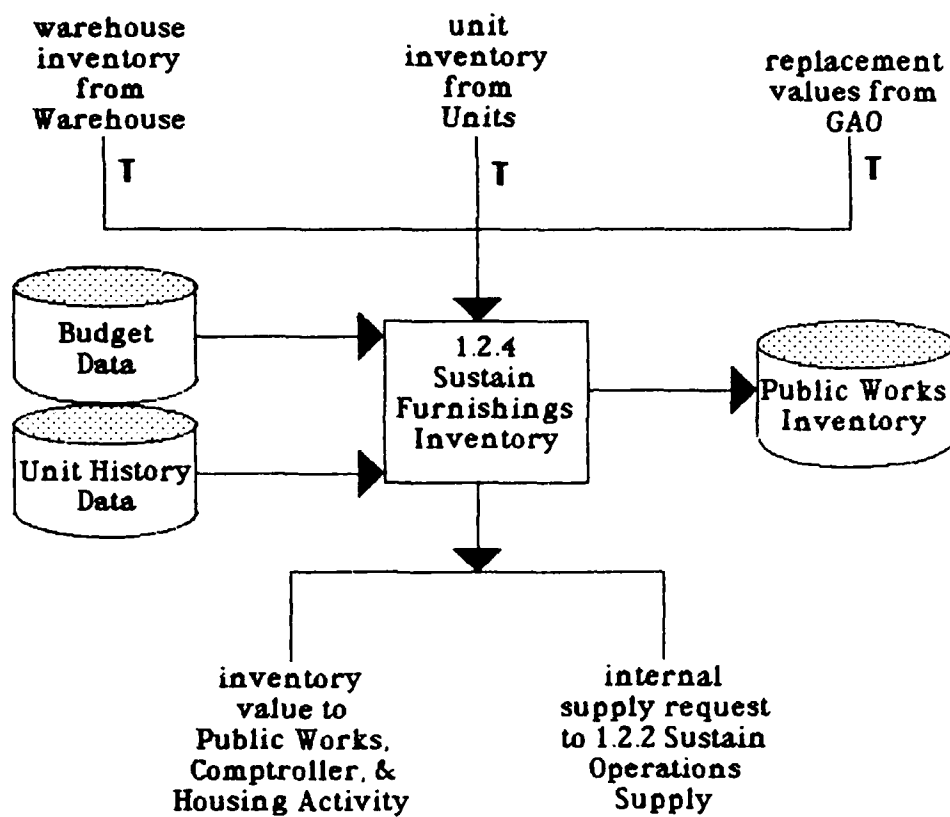 warehouse
inventory
from
Warehouse
unit
inventory
from
Units
replacement
values from
GAO
T
T
T
Budget
Data
1.2.4
Sustain
Furnishings
Inventory
Public Works
Inventory
Unit History
Data
inventory
value to
Public Works,
Comptroller, &
Housing Activity
internal
supply request
to 1.2.2 Sustain
Operations
Supply